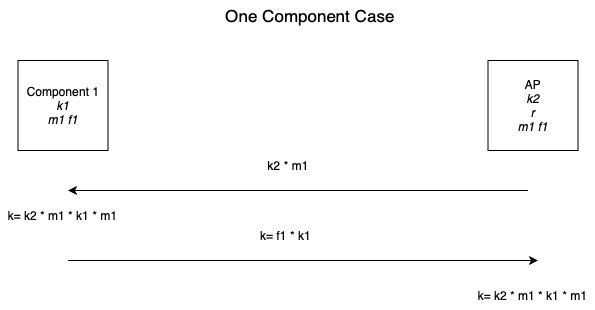 One Component Case
Component 1
k1
m1 f1
AP
k2
r
m1 f1
k2 * m1
k= k2 * m1 * k1 * m1
k= f1 * k1
k= k2 * m1 * k1 * m1